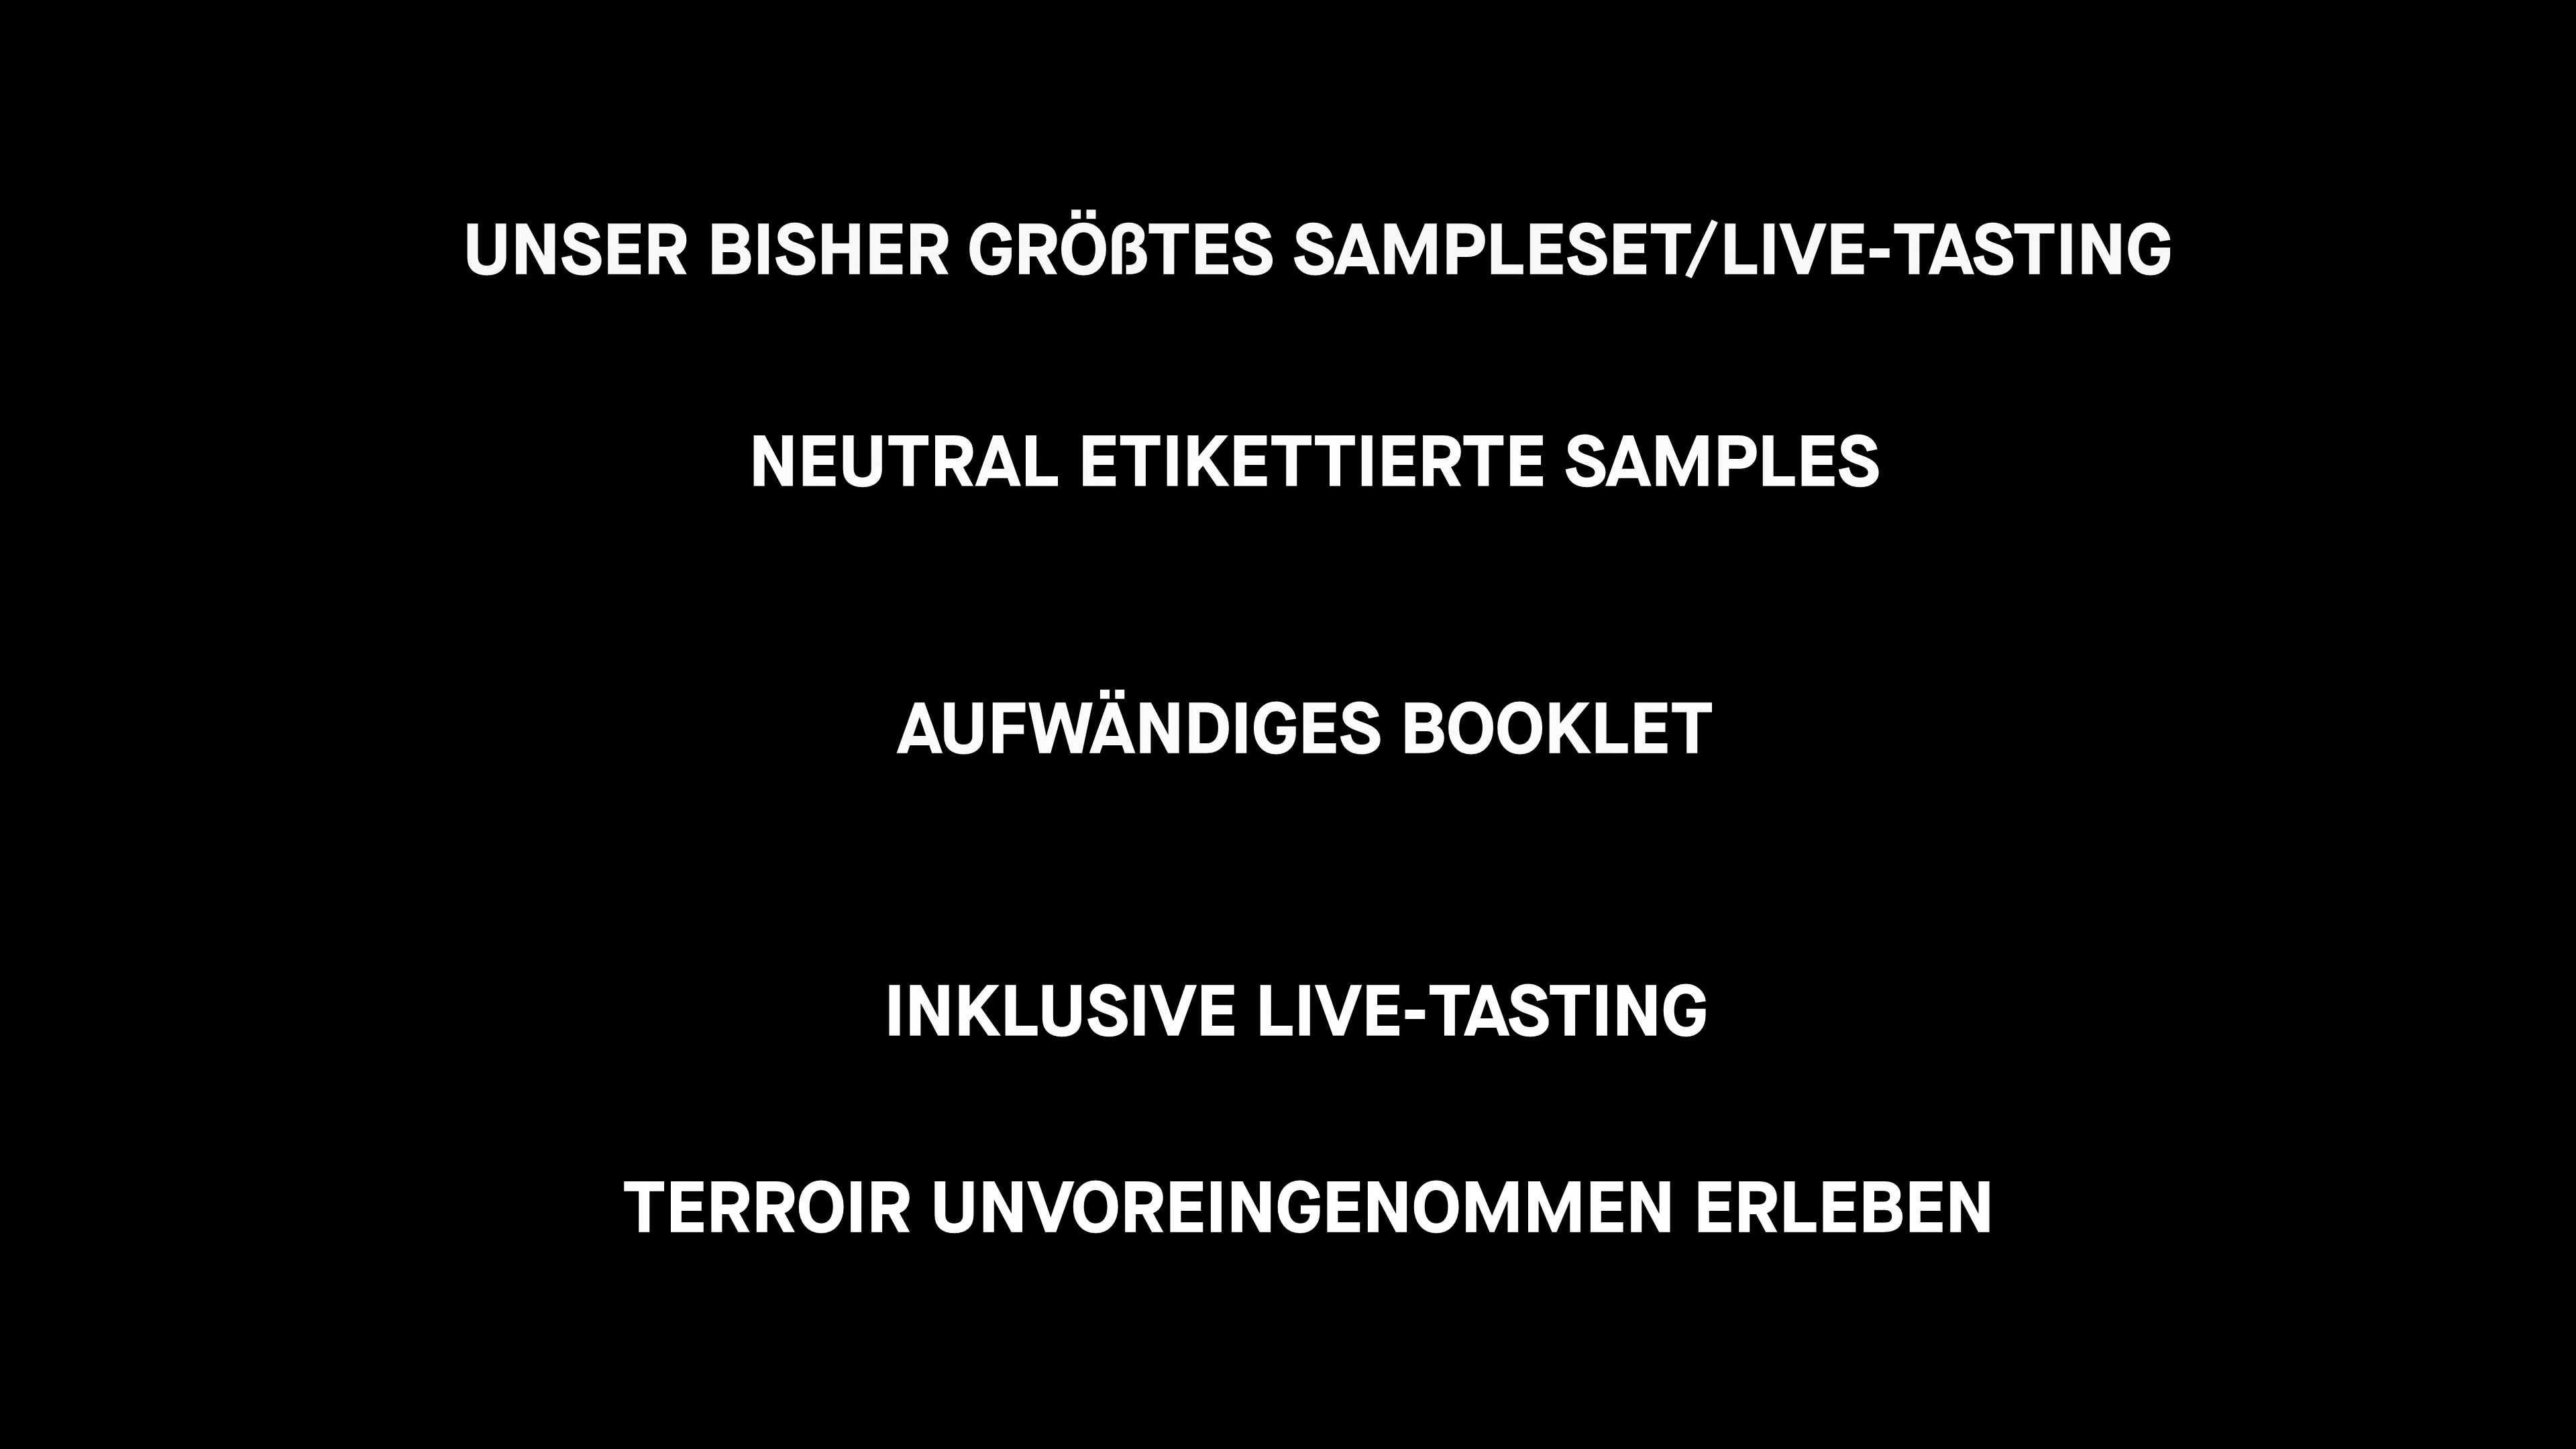 UNSER BISHER GRÖßTES SAMPLESET/LIVE-TASTING
NEUTRAL ETIKETTIERTE SAMPLES
AUFWÄNDIGES BOOKLET
INKLUSIVE LIVE-TASTING
TERROIR UNVOREINGENOMMEN ERLEBEN